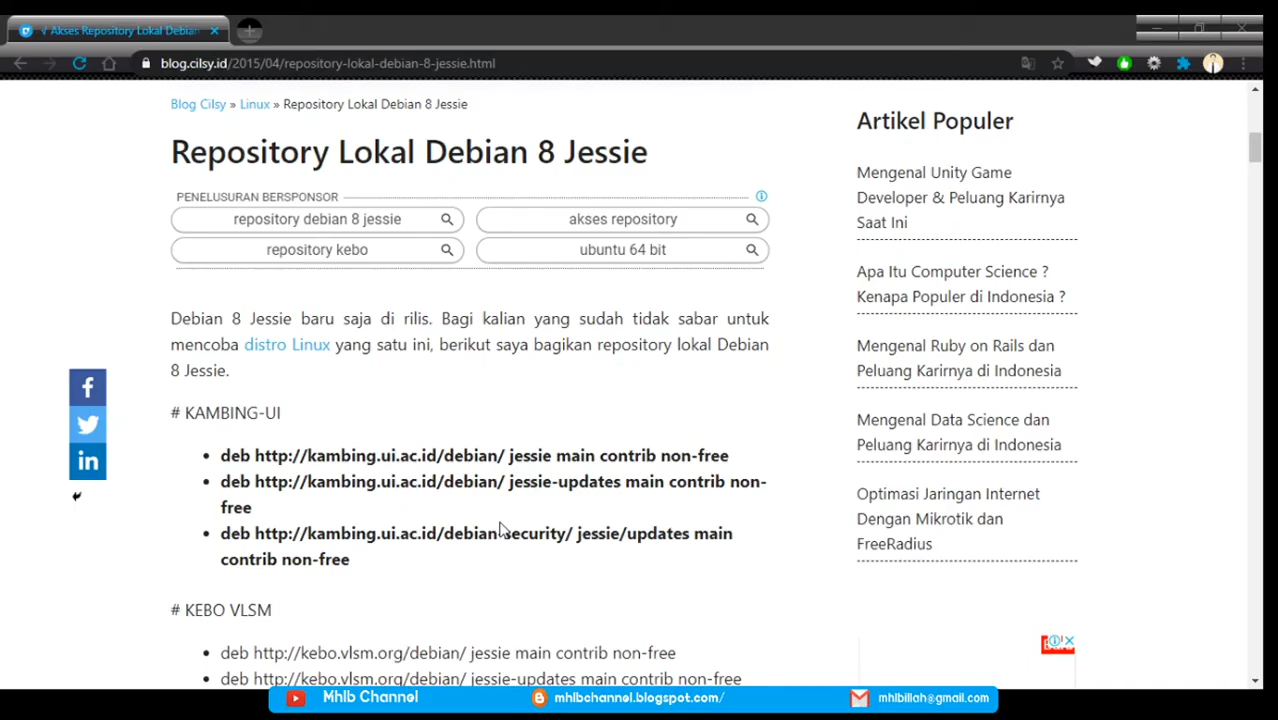 √ Akses Repository Lokal Debian
blog.cilsy.id/2015/04/repository-lokal-debian-8-jessie.html
Blog Cilsy » Linux » Repository Lokal Debian 8 Jessie
Repository Lokal Debian 8 Jessie
PENELUSURAN BERSPONSOR
repository debian 8 jessie
akses repository
repository kebo
ubuntu 64 bit
Debian 8 Jessie baru saja di rilis. Bagi kalian yang sudah tidak sabar untuk
mencoba distro Linux yang satu ini, berikut saya bagikan repository lokal Debian
8 Jessie.
# KAMBING-UI
• deb http://kambing.ui.ac.id/debian/ jessie main contrib non-free
• deb http://kambing.ui.ac.id/debian/ jessie-updates main contrib non-
free
• deb http://kambing.ui.ac.id/debian-security/ jessie/updates main
contrib non-free
# KEBO VLSM
• deb http://kebo.vlsm.org/debian/ jessie main contrib non-free
• deb http://kebo.vlsm.org/debian/ jessie-updates main contrib non-free
Artikel Populer
Mengenal Unity Game
Developer & Peluang Karirnya
Saat Ini
Apa Itu Computer Science ?
Kenapa Populer di Indonesia ?
Mengenal Ruby on Rails dan
Peluang Karirnya di Indonesia
Mengenal Data Science dan
Peluang Karirnya di Indonesia
Optimasi Jaringan Internet
Dengan Mikrotik dan
FreeRadius
Mhlb Channel
mhlbchannel.blogspot.com/
mhlbillah@gmail.com